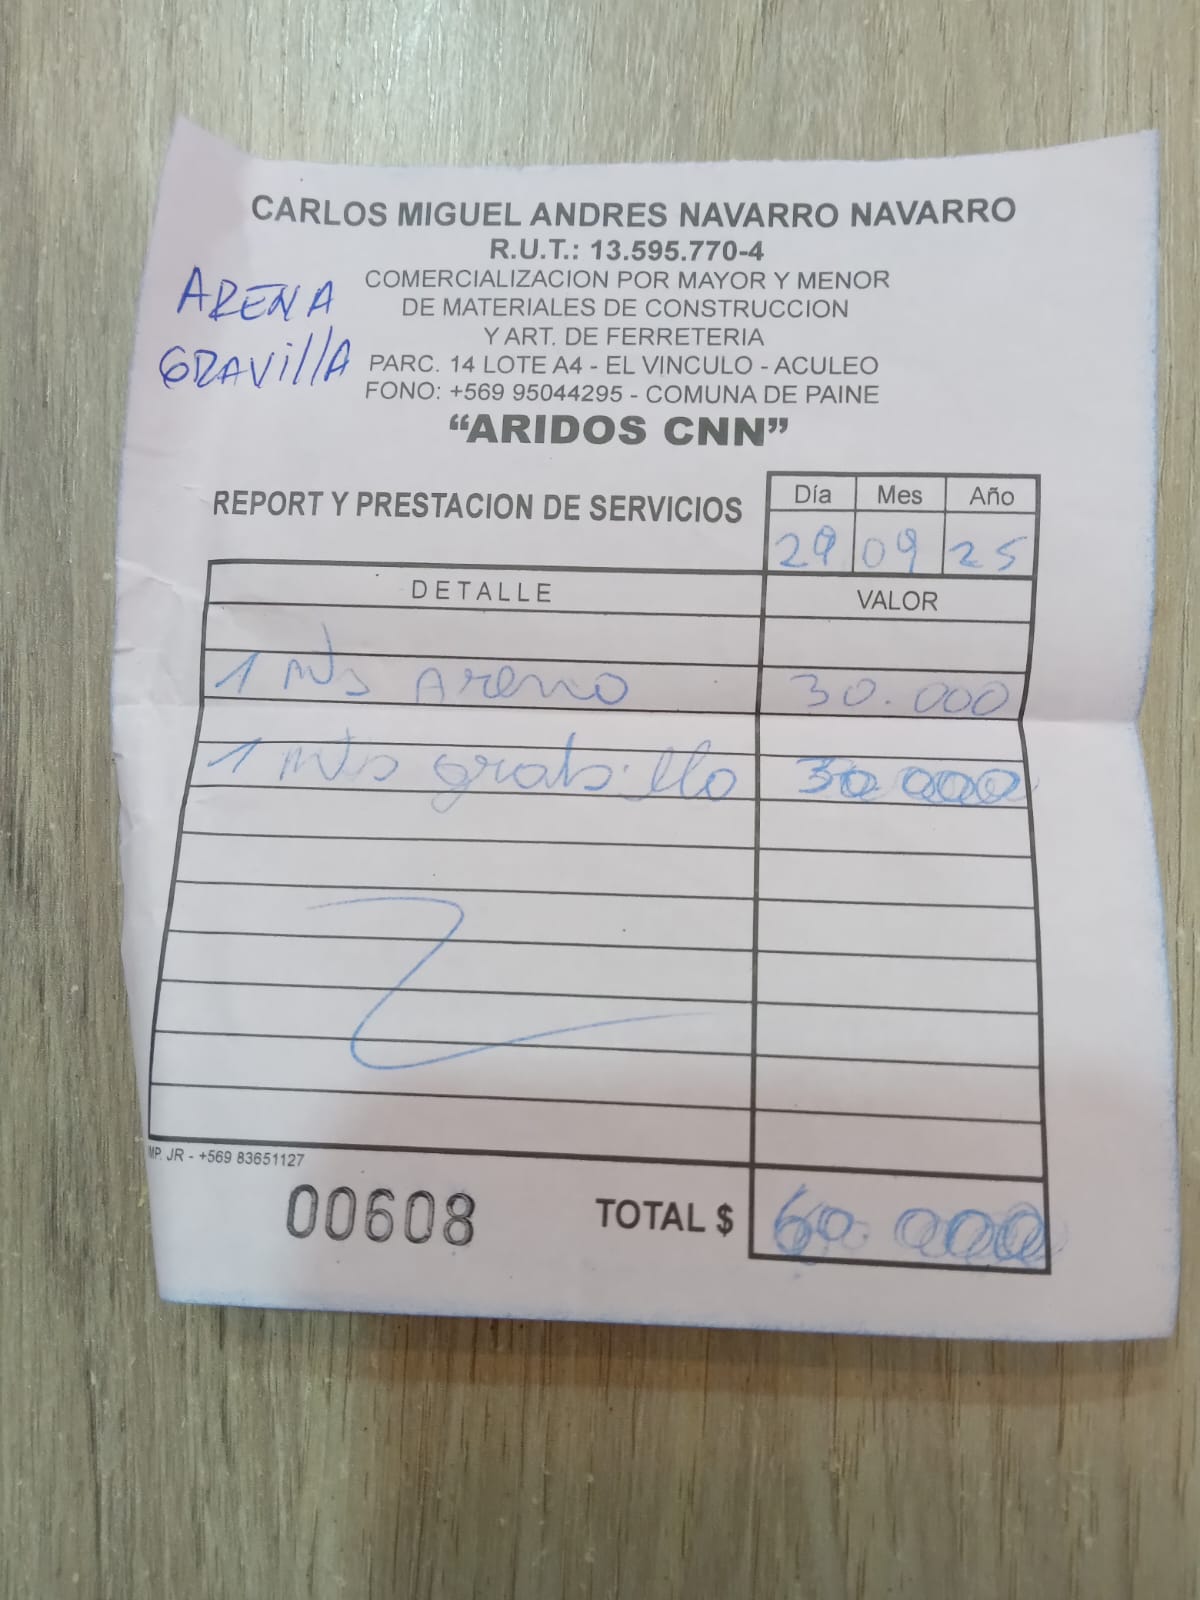 CARLOS MIGUEL ANDRES NAVARRO NAVARRO
R.U.T.: 13.595.770-4
COMERCIALIZACION POR MAYOR Y MENOR
DE MATERIALES DE CONSTRUCCION
Y ART. DE FERRETERIA
PARC. 14 LOTE A4 - EL VINCULO - ACULEO
FONO: +569 95044295 - COMUNA DE PAINE
"ARIDOS CNN"
ARENA
GRAVillA
REPORT Y PRESTACION DE SERVICIOS
Día Mes Año
29 09 25
DETALLE VALOR
1 mts areno 30.000
1 mts grabillo 30 000
MP. JR - +569 83651127
00608 TOTAL $ 60.000